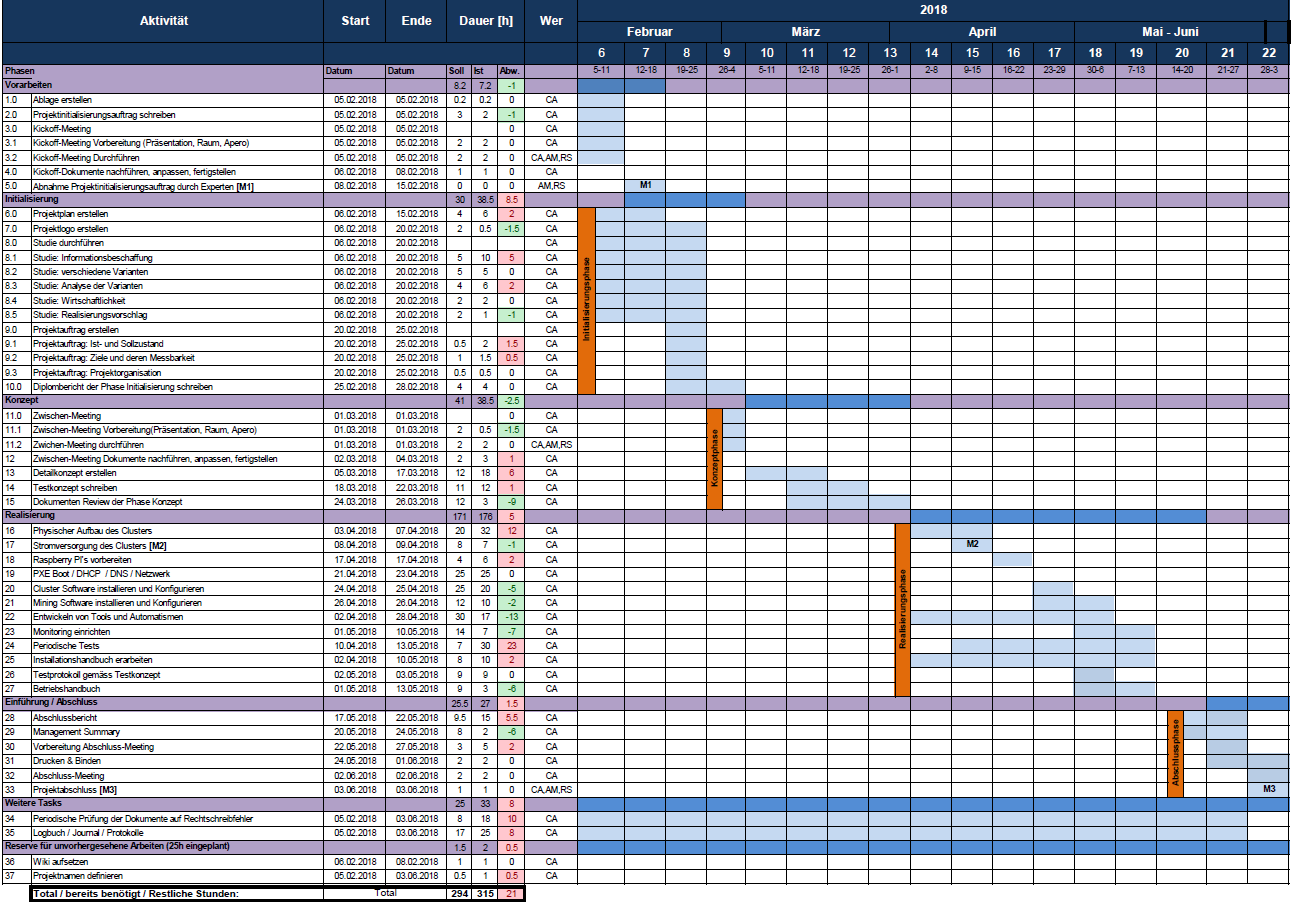 2018
Aktivität Start Ende Dauer [h] Wer
Februar März April Mai - Juni
6 7 8 9 10 11 12 13 14 15 16 17 18 19 20 21 22
Phasen Datum Datum Soll Ist Abw. 5-11 12-18 19-25 26-4 5-11 12-18 19-25 26-1 2-8 9-15 16-22 23-29 30-6 7-13 14-20 21-27 28-3
Vorarbeiten 8.2 7.2 -1
1.0 Ablage erstellen 05.02.2018 05.02.2018 0.2 0.2 0 CA
2.0 Projektinitialisierungsauftrag schreiben 05.02.2018 05.02.2018 3 2 -1 CA
3.0 Kickoff-Meeting 05.02.2018 05.02.2018 0 CA
3.1 Kickoff-Meeting Vorbereitung (Präsentation, Raum, Apero) 05.02.2018 05.02.2018 2 2 0 CA
3.2 Kickoff-Meeting Durchführen 05.02.2018 05.02.2018 2 2 0 CA,AM,RS
4.0 Kickoff-Dokumente nachführen, anpassen, fertigstellen 06.02.2018 08.02.2018 1 1 0 CA
5.0 Abnahme Projektinitialisierungsauftrag durch Experten [M1] 08.02.2018 15.02.2018 0 0 0 AM,RS M1
Initialisierung 30 38.5 8.5
6.0 Projektplan erstellen 06.02.2018 15.02.2018 4 6 2 CA
7.0 Projektlogo erstellen 06.02.2018 20.02.2018 2 0.5 -1.5 CA
8.0 Studie durchführen 06.02.2018 20.02.2018 CA
8.1 Studie: Informationsbeschaffung 06.02.2018 20.02.2018 5 10 5 CA
8.2 Studie: verschiedene Varianten 06.02.2018 20.02.2018 5 5 0 CA
8.3 Studie: Analyse der Varianten 06.02.2018 20.02.2018 4 6 2 CA
8.4 Studie: Wirtschaftlichkeit 06.02.2018 20.02.2018 2 2 0 CA
8.5 Studie: Realisierungsvorschlag 06.02.2018 20.02.2018 2 1 -1 CA
9.0 Projektauftrag erstellen 20.02.2018 25.02.2018 CA
9.1 Projektauftrag: Ist- und Sollzustand 20.02.2018 25.02.2018 0.5 2 1.5 CA
9.2 Projektauftrag: Ziele und deren Messbarkeit 20.02.2018 25.02.2018 1 1.5 0.5 CA
9.3 Projektauftrag: Projektorganisation 20.02.2018 25.02.2018 0.5 0.5 0 CA
10.0 Diplombericht der Phase Initialisierung schreiben 25.02.2018 28.02.2018 4 4 0 CA
Initialisierungsphase
Konzept 41 38.5 -2.5
11.0 Zwischen-Meeting 01.03.2018 01.03.2018 0 CA
11.1 Zwischen-Meeting Vorbereitung(Präsentation, Raum, Apero) 01.03.2018 01.03.2018 2 0.5 -1.5 CA
11.2 Zwichen-Meeting durchführen 01.03.2018 01.03.2018 2 2 0 CA,AM,RS
12 Zwischen-Meeting Dokumente nachführen, anpassen, fertigstellen 02.03.2018 04.03.2018 2 3 1 CA
13 Detailkonzept erstellen 05.03.2018 17.03.2018 12 18 6 CA
14 Testkonzept schreiben 18.03.2018 22.03.2018 11 12 1 CA
15 Dokumenten Review der Phase Konzept 24.03.2018 26.03.2018 12 3 -9 CA
Konzeptphase
Realisierung 171 176 5
16 Physischer Aufbau des Clusters 03.04.2018 07.04.2018 20 32 12 CA
17 Stromversorgung des Clusters [M2] 08.04.2018 09.04.2018 8 7 -1 CA M2
18 Raspberry PI's vorbereiten 17.04.2018 17.04.2018 4 6 2 CA
19 PXE Boot / DHCP / DNS / Netzwerk 21.04.2018 23.04.2018 25 25 0 CA
20 Cluster Software installieren und Konfigurieren 24.04.2018 25.04.2018 25 20 -5 CA
21 Mining Software installieren und Konfigurieren 26.04.2018 26.04.2018 12 10 -2 CA
22 Entwickeln von Tools und Automatismen 02.04.2018 28.04.2018 30 17 -13 CA
23 Monitoring einrichten 01.05.2018 10.05.2018 14 7 -7 CA
24 Periodische Tests 10.04.2018 13.05.2018 7 30 23 CA
25 Installationshandbuch erarbeiten 02.04.2018 10.05.2018 8 10 2 CA
26 Testprotokoll gemäss Testkonzept 02.05.2018 03.05.2018 9 9 0 CA
27 Betriebshandbuch 01.05.2018 13.05.2018 9 3 -6 CA
Realisierungsphase
Einführung / Abschluss 25.5 27 1.5
28 Abschlussbericht 17.05.2018 22.05.2018 9.5 15 5.5 CA
29 Management Summary 20.05.2018 24.05.2018 8 2 -6 CA
30 Vorbereitung Abschluss-Meeting 22.05.2018 27.05.2018 3 5 2 CA
31 Drucken & Binden 24.05.2018 01.06.2018 2 2 0 CA
32 Abschluss-Meeting 02.06.2018 02.06.2018 2 2 0 CA
33 Projektabschluss [M3] 03.06.2018 03.06.2018 1 1 0 CA,AM,RS M3
Abschlussphase
Weitere Tasks 25 33 8
34 Periodische Prüfung der Dokumente auf Rechtschreibfehler 05.02.2018 03.06.2018 8 18 10 CA
35 Logbuch / Journal / Protokolle 05.02.2018 03.06.2018 17 25 8 CA
Reserve für unvorhergesehene Arbeiten (25h eingeplant) 1.5 2 0.5
36 Wiki aufsetzen 06.02.2018 08.02.2018 1 1 0 CA
37 Projektnamen definieren 05.02.2018 03.06.2018 0.5 1 0.5 CA
Total / bereits benötigt / Restliche Stunden: Total 294 315 21